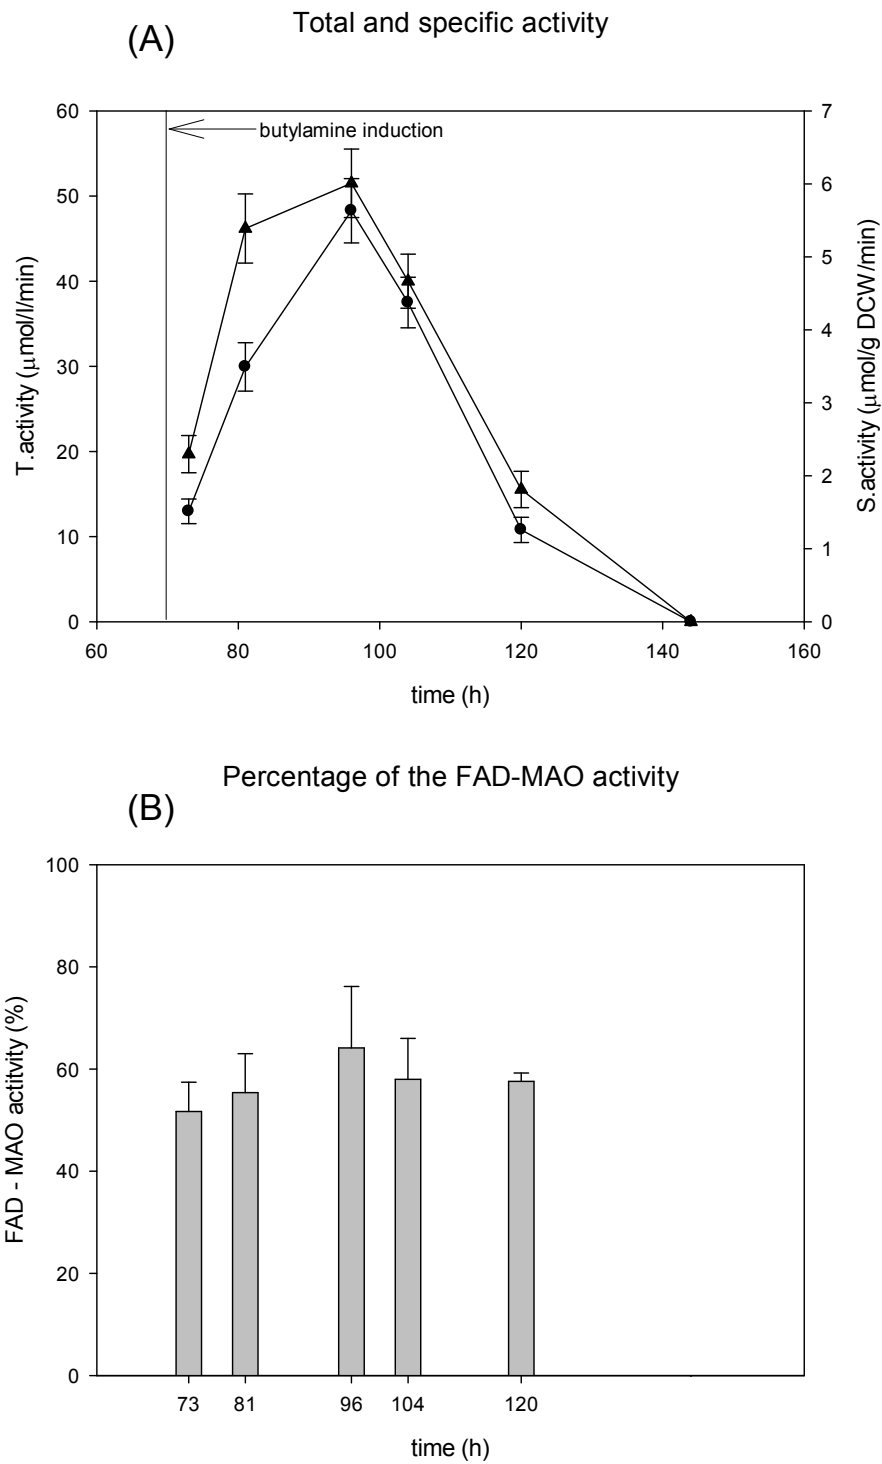 Total and specific activity
(A)
60
50
40
30
20
10
0
T.activity (μmol/l/min)
butylamine induction
7
6
5
4
3
2
1
0
S.activity (μmol/g DCW/min)
60 80 100 120 140 160
time (h)
Percentage of the FAD-MAO activity
(B)
100
80
60
40
20
0
FAD - MAO actitvity (%)
73 81 96 104 120
time (h)